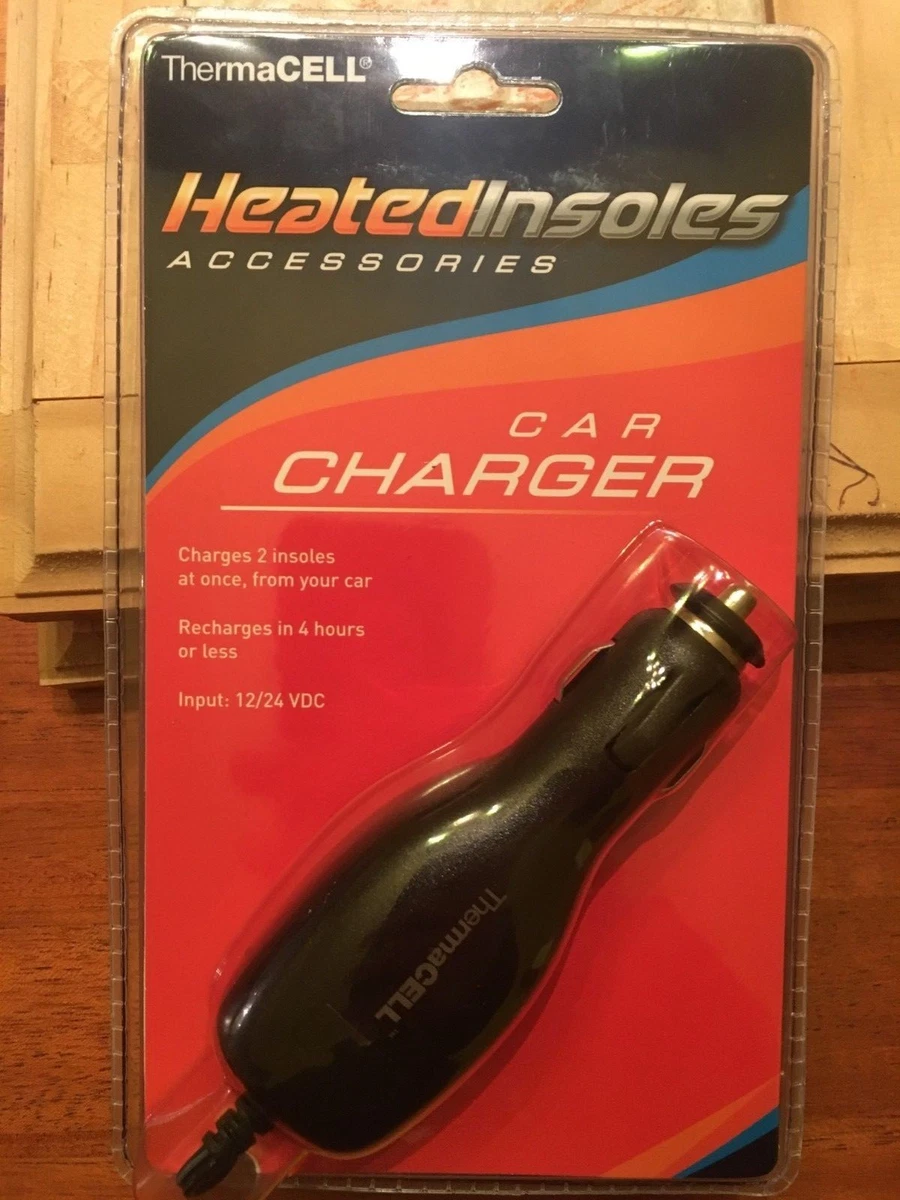 ThermaCELL®
HeatedInsoles
ACCESSORIES
CAR
CHARGER
Charges 2 insoles
at once, from your car
Recharges in 4 hours
or less
Input: 12/24 VDC
ThermaCELL™